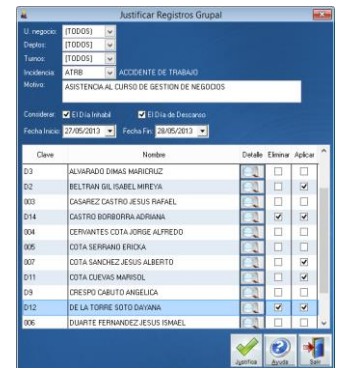 Justificar Registros Grupal
U. negocio: (TODOS)
Deptos: (TODOS)
Turnos: (TODOS)
Incidencia: ATRB ACCIDENTE DE TRABAJO
Motivo: ASISTENCIA AL CURSO DE GESTION DE NEGOCIOS
Considerar: El Día Inhabil El Día de Descanso
Fecha Inicio: 27/05/2013 Fecha Fin: 28/05/2013
Clave Nombre Detalle Eliminar Aplicar
D3 ALVARADO DIMAS MARICRUZ
D2 BELTRAN GIL ISABEL MIREYA
003 CASAREZ CASTRO JESUS RAFAEL
D14 CASTRO BORBORRA ADRIANA
004 CERVANTES COTA JORGE ALFREDO
005 COTA SERRANO ERICKA
007 COTA SANCHEZ JESUS ALBERTO
D11 COTA CUEVAS MARISOL
D9 CRESPO CABUTO ANGELICA
D12 DE LA TORRE SOTO DAYANA
006 DUARTE FERNANDEZ JESUS ISMAEL
Justifica Ayuda Salir